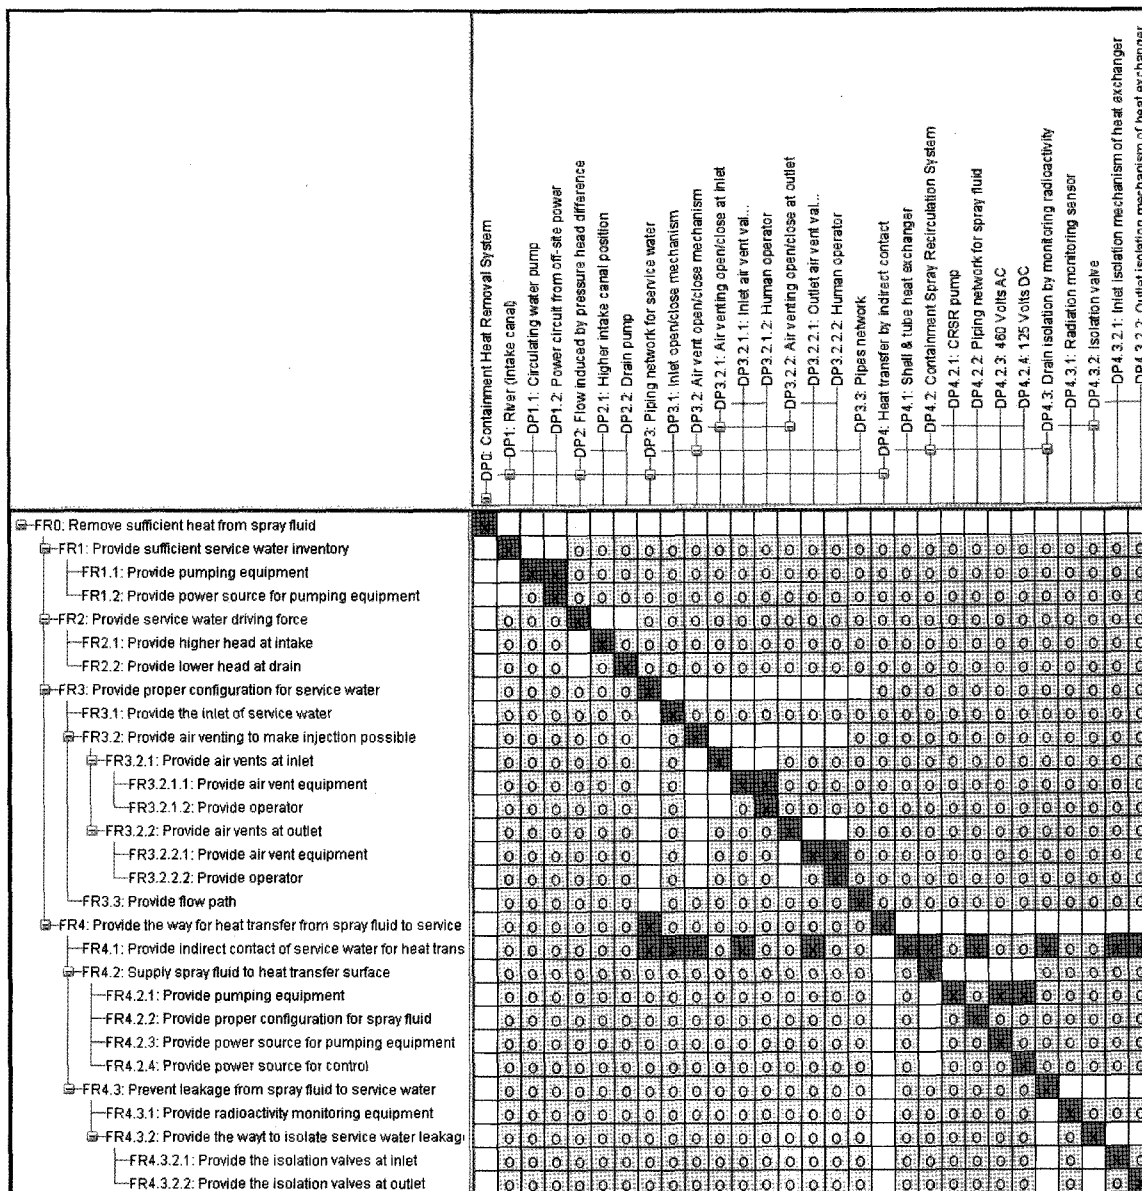 DP0: Containment Heat Removal System
DP1: River (Intake canal)
DP1.1: Circulating water pump
DP1.2: Power circuit from off-site power
DP2: Flow induced by pressure head difference
DP2.1: Higher intake canal position
DP2.2: Drain pump
DP3: Piping network for service water
DP3.1: Inlet open/close mechanism
DP3.2: Air vent open/close mechanism
DP3.2.1: Air venting open/close at inlet
DP3.2.1.1: Inlet air vent val...
DP3.2.1.2: Human operator
DP3.2.2: Air venting open/close at outlet
DP3.2.2.1: Outlet air vent val...
DP3.2.2.2: Human operator
DP3.3: Pipes network
DP4: Heat transfer by indirect contact
DP4.1: Shell & tube heat exchanger
DP4.2: Containment Spray Recirculation System
DP4.2.1: CRSR pump
DP4.2.2: Piping network for spray fluid
DP4.2.3: 460 Volts AC
DP4.2.4: 125 Volts DC
DP4.3: Drain isolation by monitoring radioactivity
DP4.3.1: Radiation monitoring sensor
DP4.3.2: Isolation valve
DP4.3.2.1: Inlet isolation mechanism of heat exchanger
DP4.3.2.2: Outlet isolation mechanism of heat exchanger
FR0: Remove sufficient heat from spray fluid
FR1: Provide sufficient service water inventory
FR1.1: Provide pumping equipment
FR1.2: Provide power source for pumping equipment
FR2: Provide service water driving force
FR2.1: Provide higher head at intake
FR2.2: Provide lower head at drain
FR3: Provide proper configuration for service water
FR3.1: Provide the inlet of service water
FR3.2: Provide air venting to make injection possible
FR3.2.1: Provide air vents at inlet
FR3.2.1.1: Provide air vent equipment
FR3.2.1.2: Provide operator
FR3.2.2: Provide air vents at outlet
FR3.2.2.1: Provide air vent equipment
FR3.2.2.2: Provide operator
FR3.3: Provide flow path
FR4: Provide the way for heat transfer from spray fluid to service
FR4.1: Provide indirect contact of service water for heat trans
FR4.2: Supply spray fluid to heat transfer surface
FR4.2.1: Provide pumping equipment
FR4.2.2: Provide proper configuration for spray fluid
FR4.2.3: Provide power source for pumping equipment
FR4.2.4: Provide power source for control
FR4.3: Prevent leakage from spray fluid to service water
FR4.3.1: Provide radioactivity monitoring equipment
FR4.3.2: Provide the wayt to isolate service water leakag
FR4.3.2.1: Provide the isolation valves at inlet
FR4.3.2.2: Provide the isolation valves at outlet